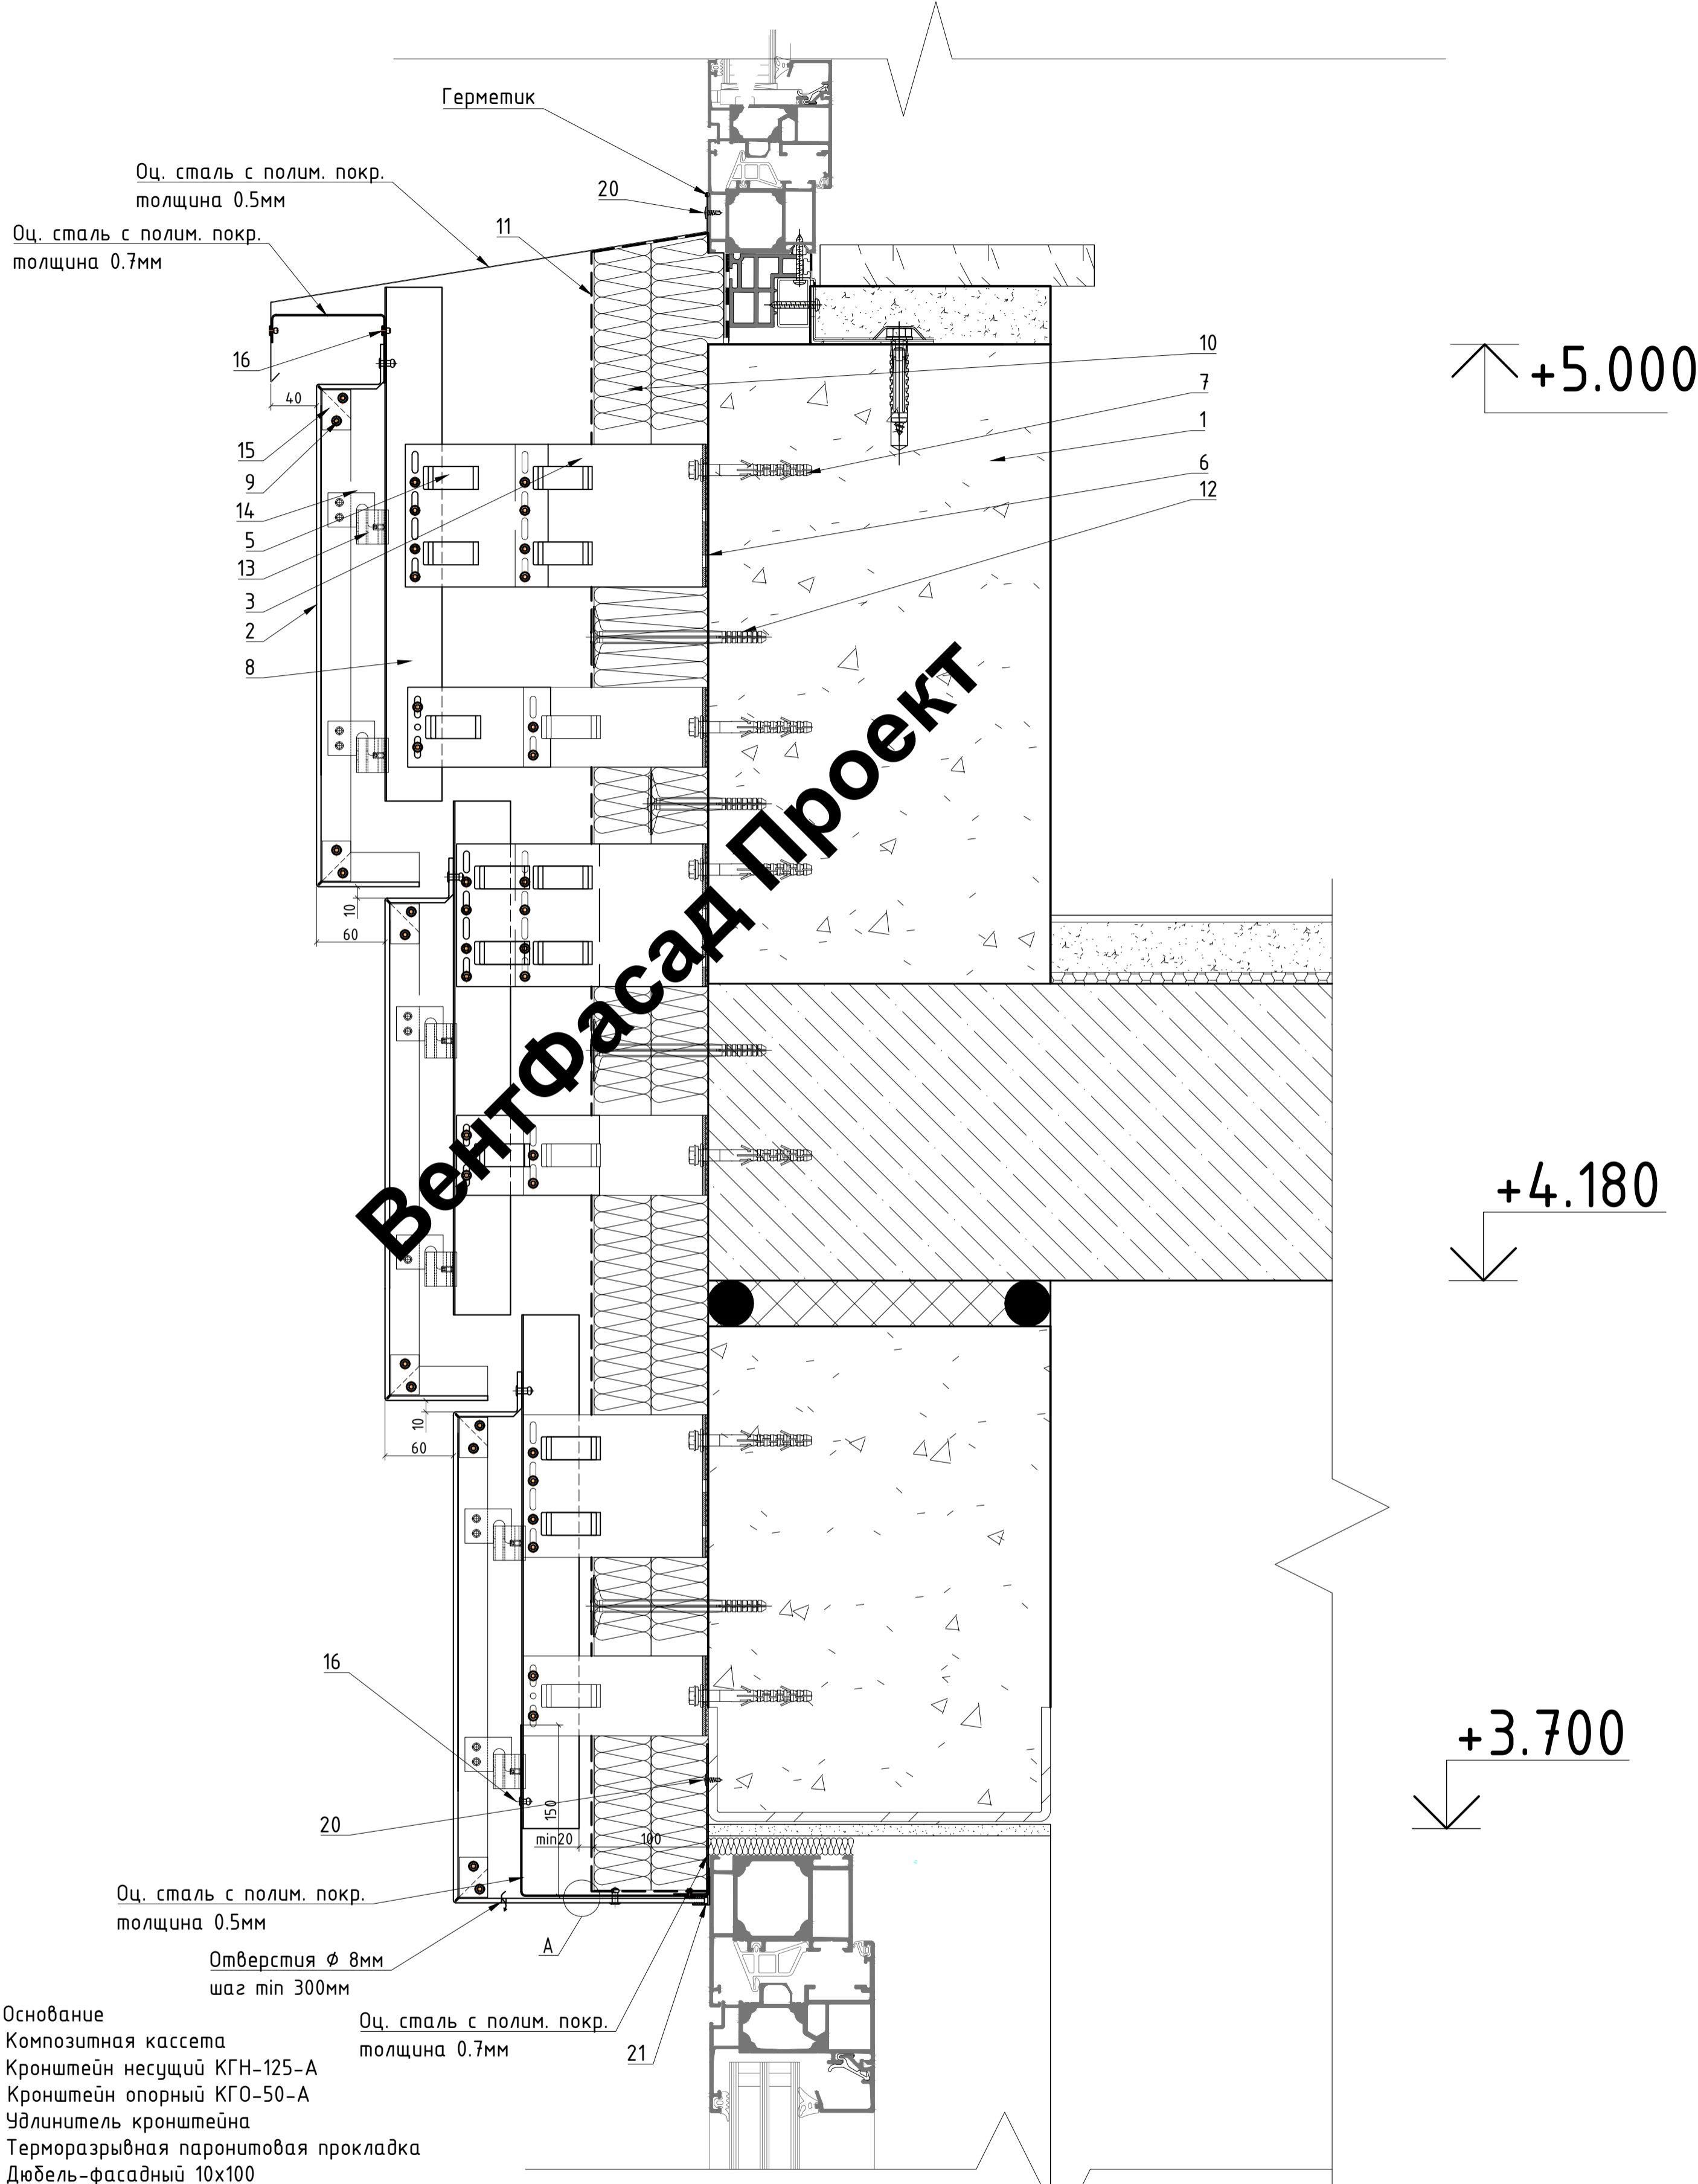 Герметик
Оц. сталь с полим. покр.
толщина 0.5мм
20
11
Оц. сталь с полим. покр.
толщина 0.7мм
16
10
7
+5.000
40
1
15
6
9
12
14
5
13
3
2
8
10
60
ВентФасад Проект
+4.180
10
60
16
+3.700
150
20
min20
100
Оц. сталь с полим. покр.
толщина 0.5мм
А
Отверстия Ф 8мм
шаг min 300мм
Оц. сталь с полим. покр.
толщина 0.7мм
21
Основание
Композитная кассета
Кронштейн несущий КГН-125-А
Кронштейн опорный КГО-50-А
Удлинитель кронштейна
Терморазрывная паронитовая прокладка
Дюбель-фасадный 10х100